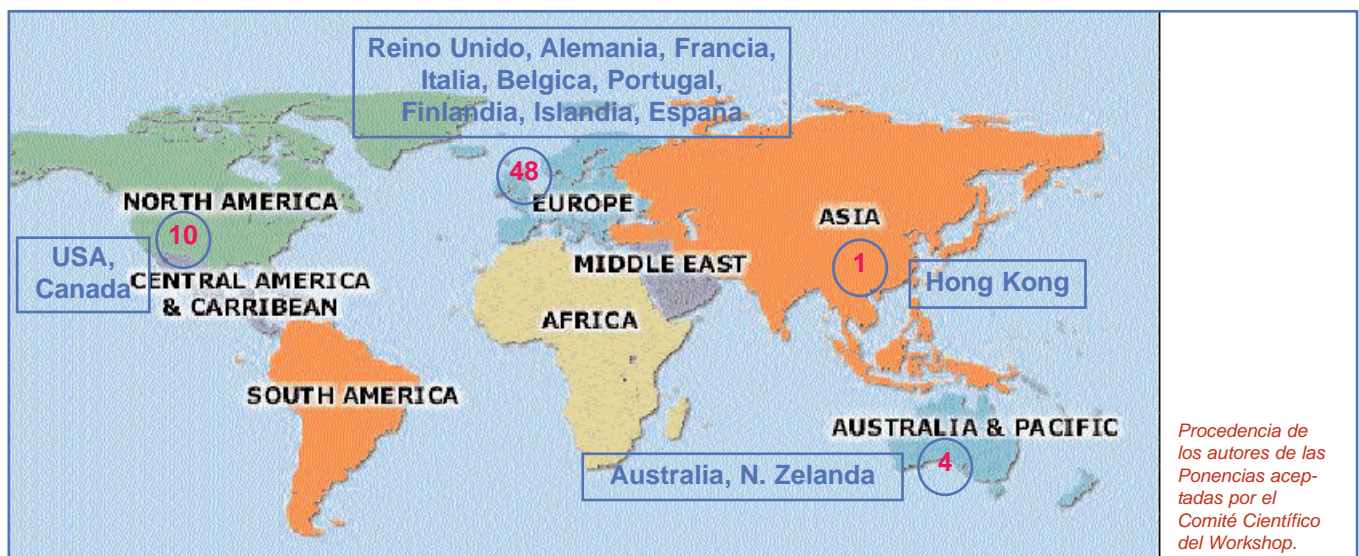 Reino Unido, Alemania, Francia,
Italia, Belgica, Portugal,
Finlandia, Islandia, España
48
NORTH AMERICA
EUROPE
10
ASIA
USA,
Canada
1
MIDDLE EAST
Hong Kong
CENTRAL AMERICA
& CARRIBEAN
AFRICA
SOUTH AMERICA
AUSTRALIA & PACIFIC
4
Australia, N. Zelanda
Procedencia de
los autores de las
Ponencias acep-
tadas por el
Comité Científico
del Workshop.